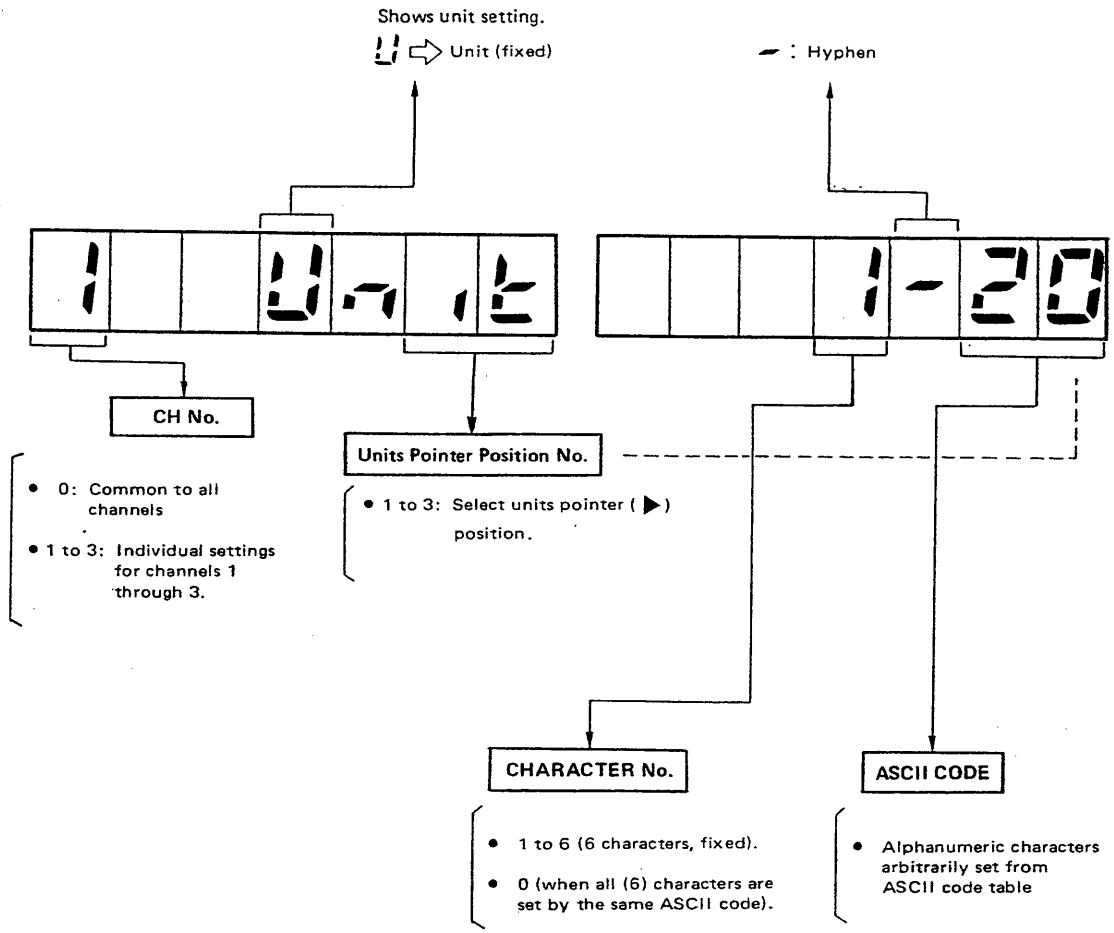 Shows unit setting.
U ⇨ Unit (fixed)
- : Hyphen
1 Unit
1-20
CH No.
Units Pointer Position No.
• 0: Common to all
channels
• 1 to 3: Individual settings
for channels 1
through 3.
• 1 to 3: Select units pointer ( ▶ )
position.
CHARACTER No.
ASCII CODE
• 1 to 6 (6 characters, fixed).
• 0 (when all (6) characters are
set by the same ASCII code).
• Alphanumeric characters
arbitrarily set from
ASCII code table